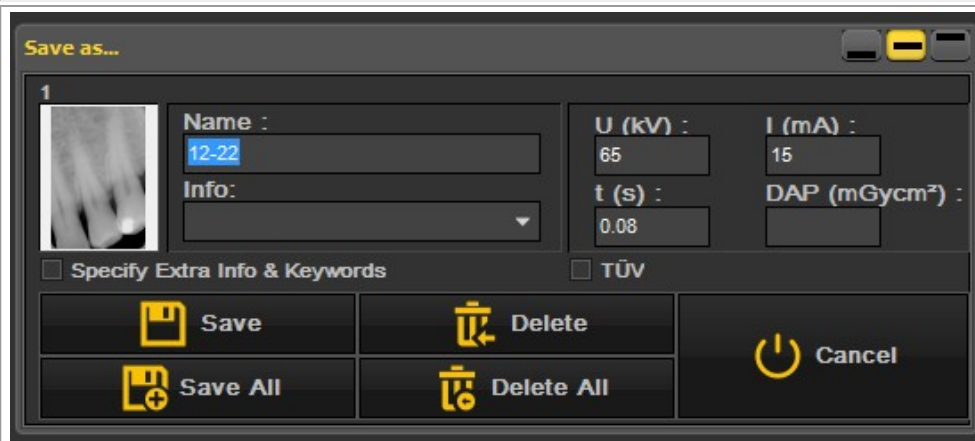 Save as...
1
Name :
12-22
Info:
U (kV) :
65
I (mA) :
15
t (s) :
0.08
DAP (mGycm²) :
Specify Extra Info & Keywords
TÜV
Save
Delete
Cancel
Save All
Delete All